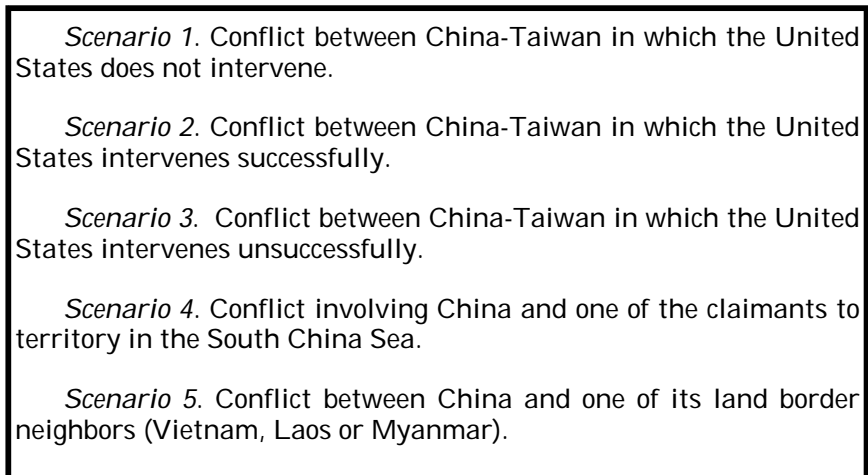 Scenario 1. Conflict between China-Taiwan in which the United
States does not intervene.
Scenario 2. Conflict between China-Taiwan in which the United
States intervenes successfully.
Scenario 3. Conflict between China-Taiwan in which the United
States intervenes unsuccessfully.
Scenario 4. Conflict involving China and one of the claimants to
territory in the South China Sea.
Scenario 5. Conflict between China and one of its land border
neighbors (Vietnam, Laos or Myanmar).